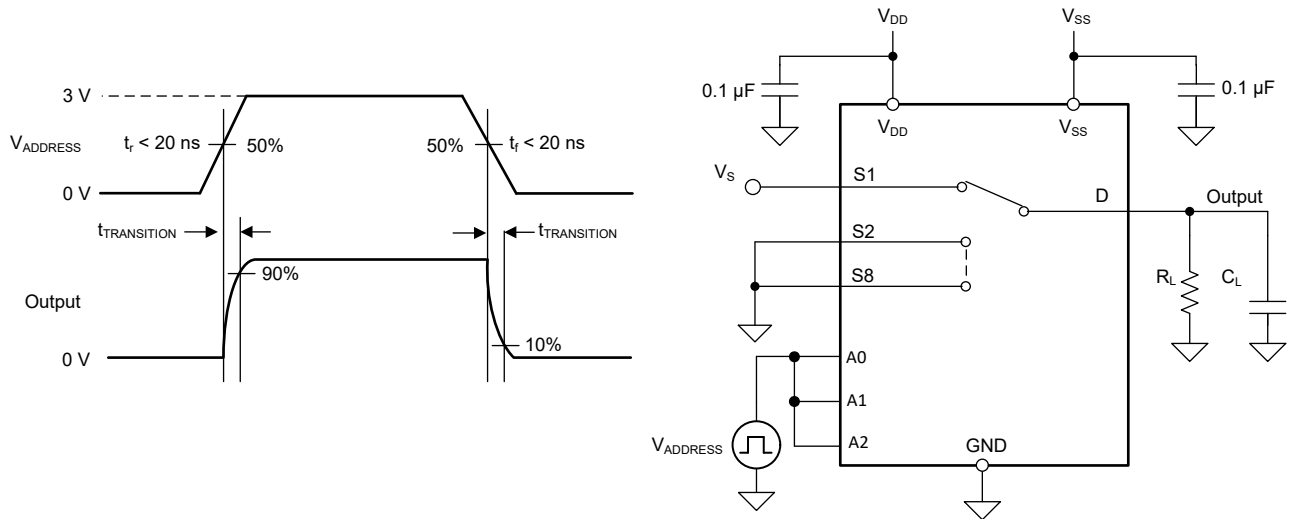 3 V
V_ADDRESS
t_r < 20 ns
50%
50%
t_f < 20 ns
0 V
t_TRANSITION
t_TRANSITION
90%
Output
10%
0 V
V_DD
V_SS
0.1 µF
0.1 µF
V_DD
V_SS
V_S
S1
D
Output
S2
S8
R_L
C_L
A0
A1
A2
V_ADDRESS
GND